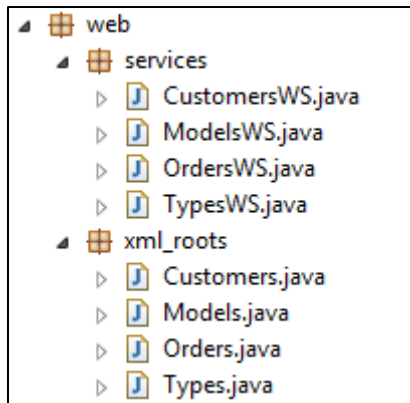 web
services
CustomersWS.java
ModelsWS.java
OrdersWS.java
TypesWS.java
xml_roots
Customers.java
Models.java
Orders.java
Types.java